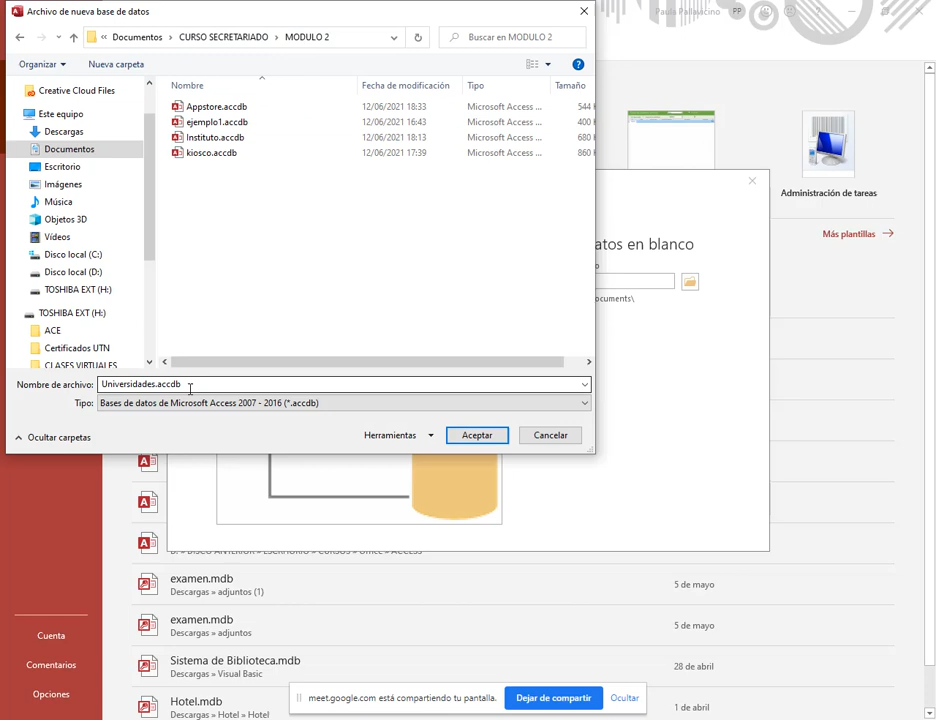 Archivo de nueva base de datos
Paula Pallavicino PP
« Documentos > CURSO SECRETARIADO > MODULO 2
Buscar en MODULO 2
Organizar
Nueva carpeta
Nombre Fecha de modificación Tipo Tamaño
Creative Cloud Files
Este equipo
Descargas
Documentos
Escritorio
Imágenes
Música
Objetos 3D
Vídeos
Disco local (C:)
Disco local (D:)
TOSHIBA EXT (H:)
TOSHIBA EXT (H:)
ACE
Certificados UTN
CLASES VIRTUALES
Appstore.accdb 12/06/2021 18:33 Microsoft Access ... 544
ejemplo1.accdb 12/06/2021 16:43 Microsoft Access ... 400
Instituto.accdb 12/06/2021 18:13 Microsoft Access ... 680
kiosco.accdb 12/06/2021 17:39 Microsoft Access ... 860
Nombre de archivo: Universidades.accdb
Tipo: Bases de datos de Microsoft Access 2007 - 2016 (*.accdb)
Ocultar carpetas
Herramientas
Aceptar
Cancelar
Administración de tareas
Más plantillas
atos en blanco
o
ocuments\
examen.mdb
Descargas » adjuntos (1)
5 de mayo
examen.mdb
Descargas » adjuntos
5 de mayo
Sistema de Biblioteca.mdb
Descargas » Visual Basic
28 de abril
Hotel.mdb
Descargas » Hotel » Hotel
1 de abril
Cuenta
Comentarios
Opciones
meet.google.com está compartiendo tu pantalla.
Dejar de compartir
Ocultar